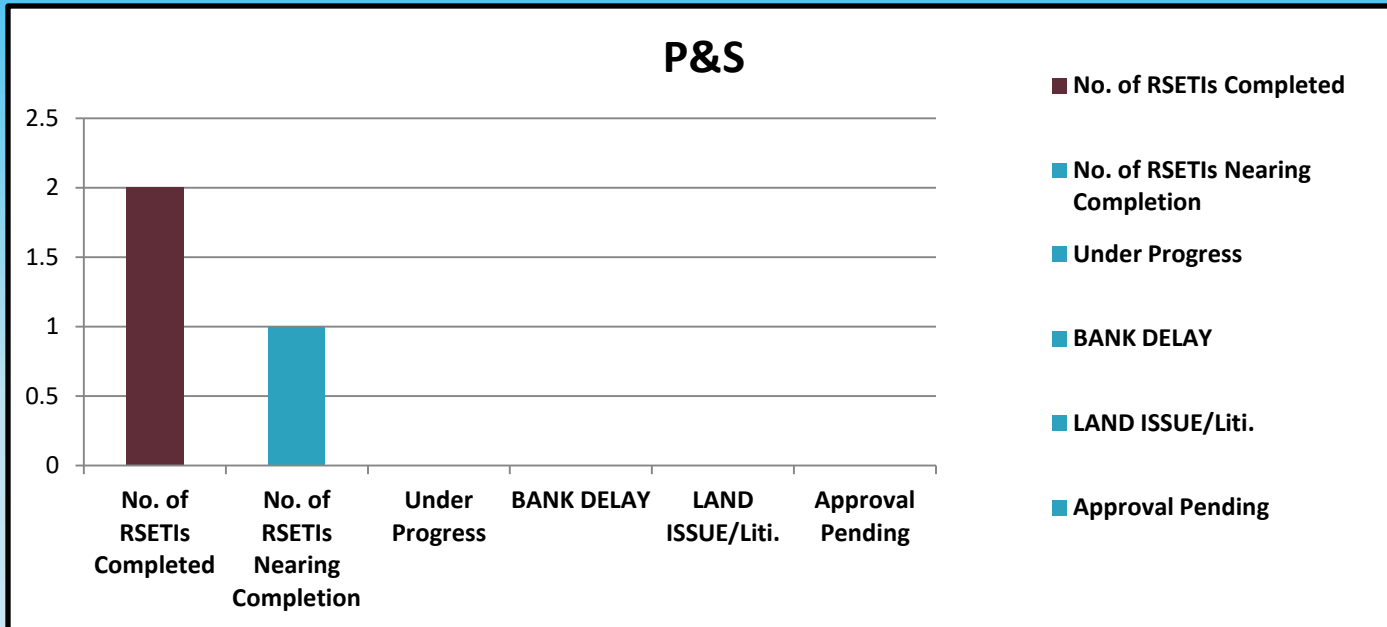 P&S
2.5
2
1.5
1
0.5
0
No. of
RSETIs
Completed
No. of
RSETIs
Nearing
Completion
Under
Progress
BANK DELAY
LAND
ISSUE/Liti.
Approval
Pending
No. of RSETIs Completed
No. of RSETIs Nearing
Completion
Under Progress
BANK DELAY
LAND ISSUE/Liti.
Approval Pending